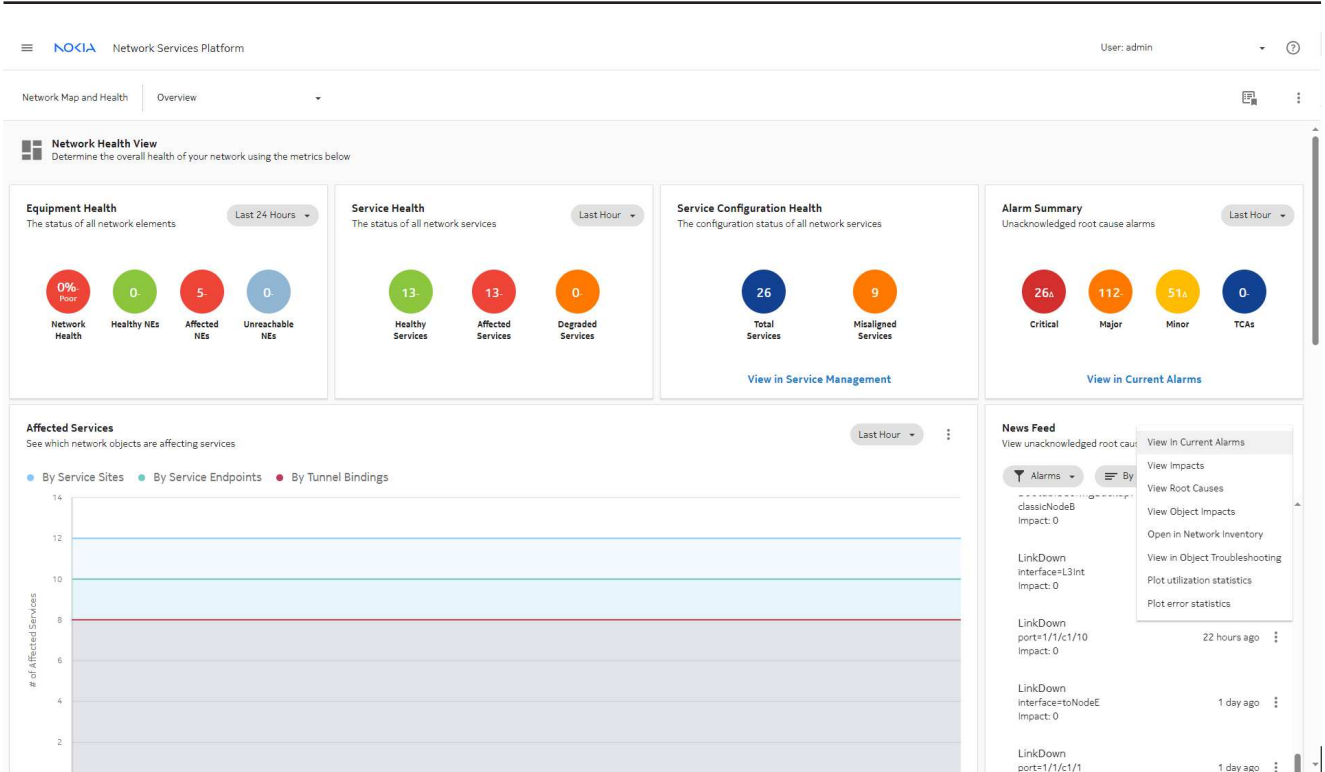 NOKIA Network Services Platform
User: admin
Network Map and Health
Overview
Network Health View
Determine the overall health of your network using the metrics below
Equipment Health
The status of all network elements
Last 24 Hours
0%-
Poor
Network
Health
0-
Healthy NEs
5-
Affected
NEs
0-
Unreachable
NEs
Service Health
The status of all network services
Last Hour
13-
Healthy
Services
13-
Affected
Services
0-
Degraded
Services
Service Configuration Health
The configuration status of all network services
26
Total
Services
9
Misaligned
Services
View in Service Management
Alarm Summary
Unacknowledged root cause alarms
Last Hour
26
Critical
112-
Major
51
Minor
0-
TCAs
View in Current Alarms
Affected Services
See which network objects are affecting services
Last Hour
By Service Sites
By Service Endpoints
By Tunnel Bindings
# of Affected Services
14
12
10
8
6
4
2
News Feed
View unacknowledged root cau
Alarms
By
View In Current Alarms
View Impacts
View Root Causes
View Object Impacts
Open in Network Inventory
View in Object Troubleshooting
Plot utilization statistics
Plot error statistics
classicNodeB
Impact: 0
LinkDown
interface=L3Int
Impact: 0
LinkDown
port=1/1/c1/10
22 hours ago
Impact: 0
LinkDown
interface=toNodeE
1 day ago
Impact: 0
LinkDown
port=1/1/c1/1
1 day ago